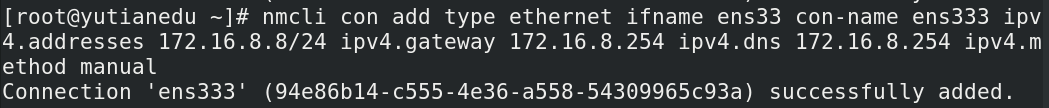 [root@yutianedu ~]# nmcli con add type ethernet ifname ens33 con-name ens333 ipv
4.addresses 172.16.8.8/24 ipv4.gateway 172.16.8.254 ipv4.dns 172.16.8.254 ipv4.m
ethod manual
Connection 'ens333' (94e86b14-c555-4e36-a558-54309965c93a) successfully added.